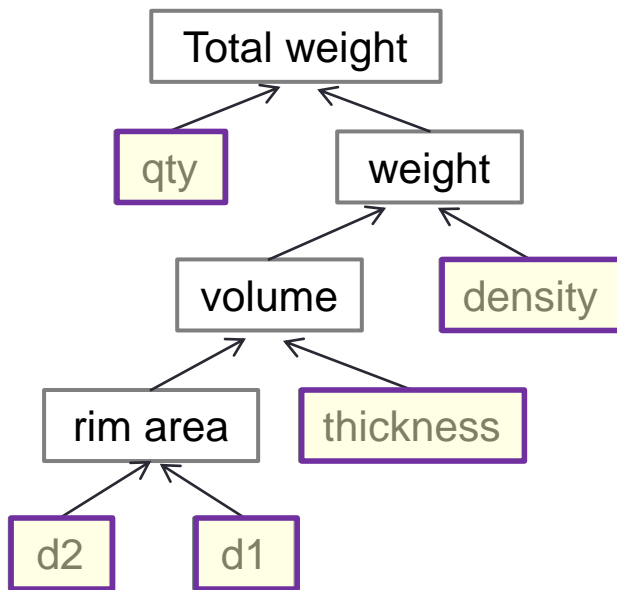 Total weight
qty
weight
volume
density
rim area
thickness
d2
d1